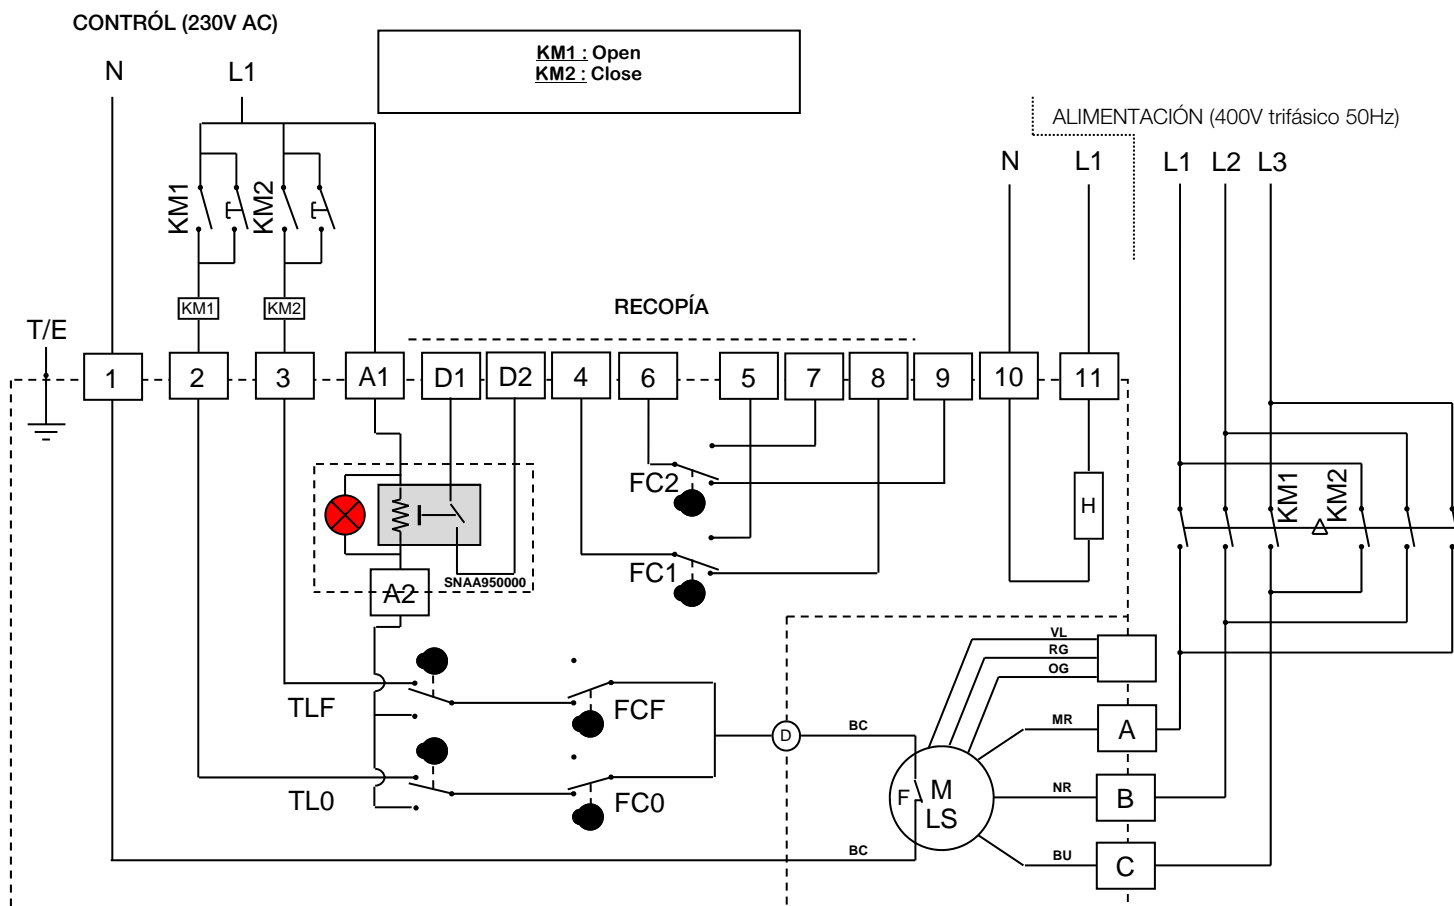 CONTRÓL (230V AC)
KM1 : Open
KM2 : Close
N
L1
ALIMENTACIÓN (400V trifásico 50Hz)
N
L1
L1
L2
L3
KM1
KM2
KM1
KM2
RECOPÍA
T/E
1
2
3
A1
D1
D2
4
6
5
7
8
9
10
11
FC2
H
KM1
KM2
FC1
SNAA950000
A2
VL
RG
OG
TLF
FCF
D
BC
MR
A
TL0
FC0
F
M
LS
NR
B
BC
BU
C